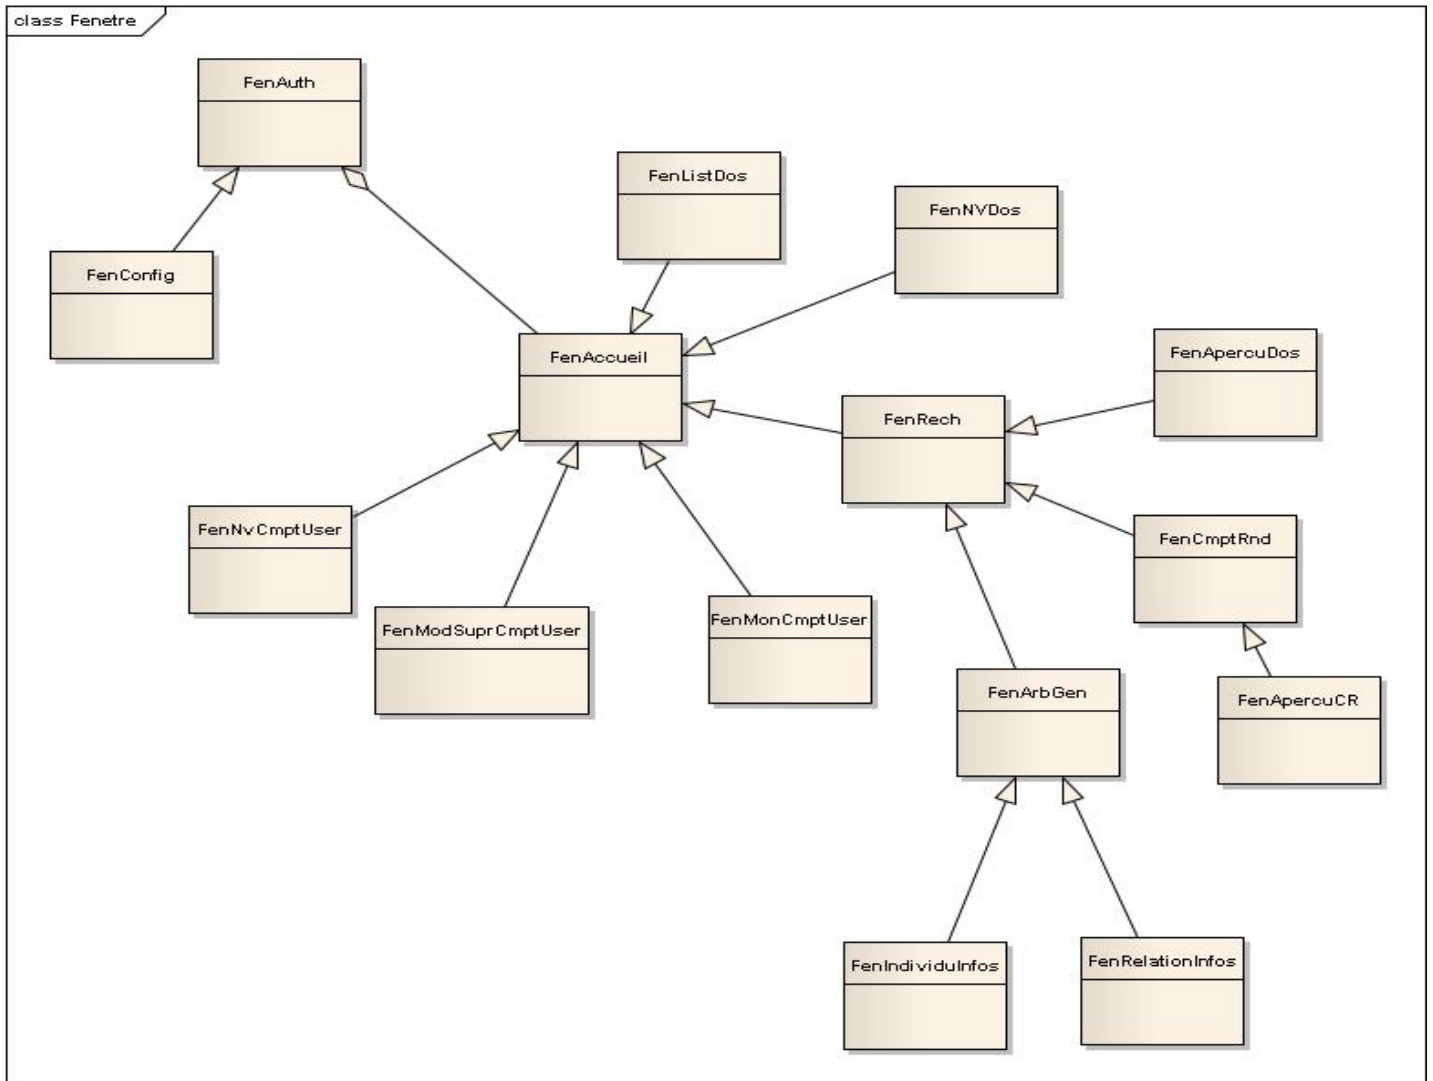 class Fenetre
FenAuth
FenListDos
FenNVDos
FenConfig
FenAccueil
FenApercuDos
FenRech
FenNvCmptUser
FenCmptRnd
FenModSuprCmptUser
FenMonCmptUser
FenArbGen
FenApercuCR
FenIndividuInfos
FenRelationInfos